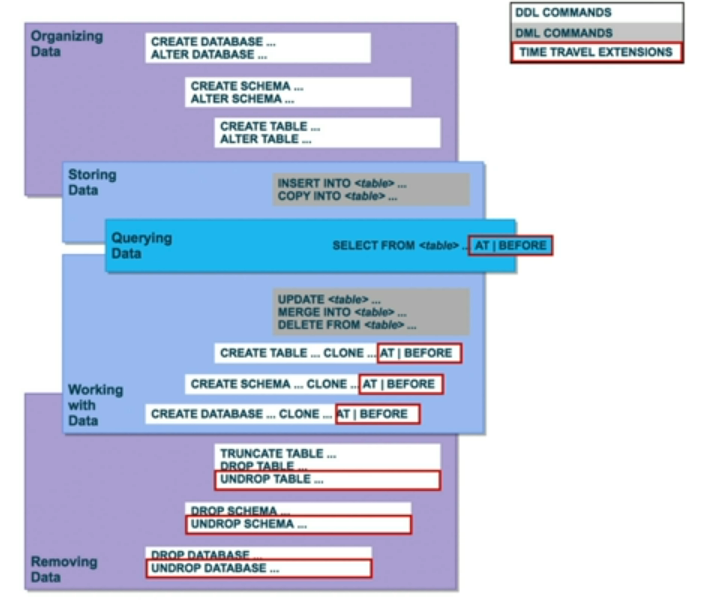 DDL COMMANDS
DML COMMANDS
TIME TRAVEL EXTENSIONS
Organizing
Data
CREATE DATABASE ...
ALTER DATABASE ...
CREATE SCHEMA ...
ALTER SCHEMA ...
CREATE TABLE ...
ALTER TABLE ...
Storing
Data
INSERT INTO <table> ...
COPY INTO <table> ...
Querying
Data
SELECT FROM <table> .. AT | BEFORE
UPDATE <table> ...
MERGE INTO <table> ...
DELETE FROM <table> ...
CREATE TABLE ... CLONE ... AT | BEFORE
CREATE SCHEMA ... CLONE .. AT | BEFORE
CREATE DATABASE ... CLONE ... AT | BEFORE
Working
with
Data
TRUNCATE TABLE ...
DROP TABLE ...
UNDROP TABLE ...
DROP SCHEMA ...
UNDROP SCHEMA ...
DROP DATABASE ...
UNDROP DATABASE ...
Removing
Data